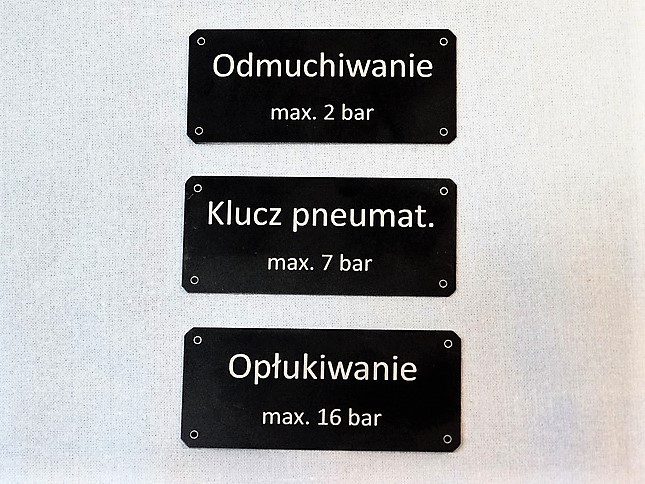 Odmuchiwanie
max. 2 bar
Klucz pneumat.
max. 7 bar
Opłukiwanie
max. 16 bar